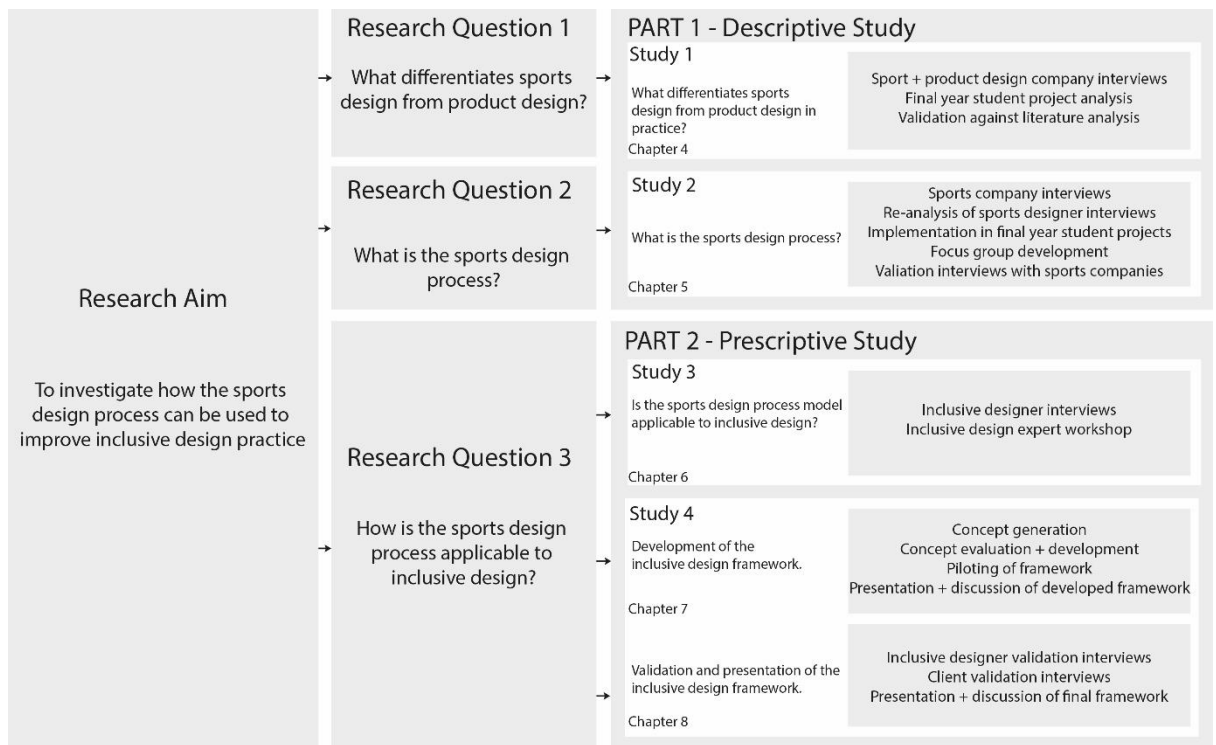 Research Aim
To investigate how the sports
design process can be used to
improve inclusive design practice
Research Question 1
What differentiates sports
design from product design?
Research Question 2
What is the sports design
process?
Research Question 3
How is the sports design
process applicable to
inclusive design?
PART 1 - Descriptive Study
Study 1
What differentiates sports
design from product design in
practice?
Chapter 4
Sport + product design company interviews
Final year student project analysis
Validation against literature analysis
Study 2
What is the sports design process?
Chapter 5
Sports company interviews
Re-analysis of sports designer interviews
Implementation in final year student projects
Focus group development
Valiation interviews with sports companies
PART 2 - Prescriptive Study
Study 3
Is the sports design process model
applicable to inclusive design?
Chapter 6
Inclusive designer interviews
Inclusive design expert workshop
Study 4
Development of the
inclusive design framework.
Chapter 7
Concept generation
Concept evaluation + development
Piloting of framework
Presentation + discussion of developed framework
Validation and presentation of the
inclusive design framework.
Chapter 8
Inclusive designer validation interviews
Client validation interviews
Presentation + discussion of final framework